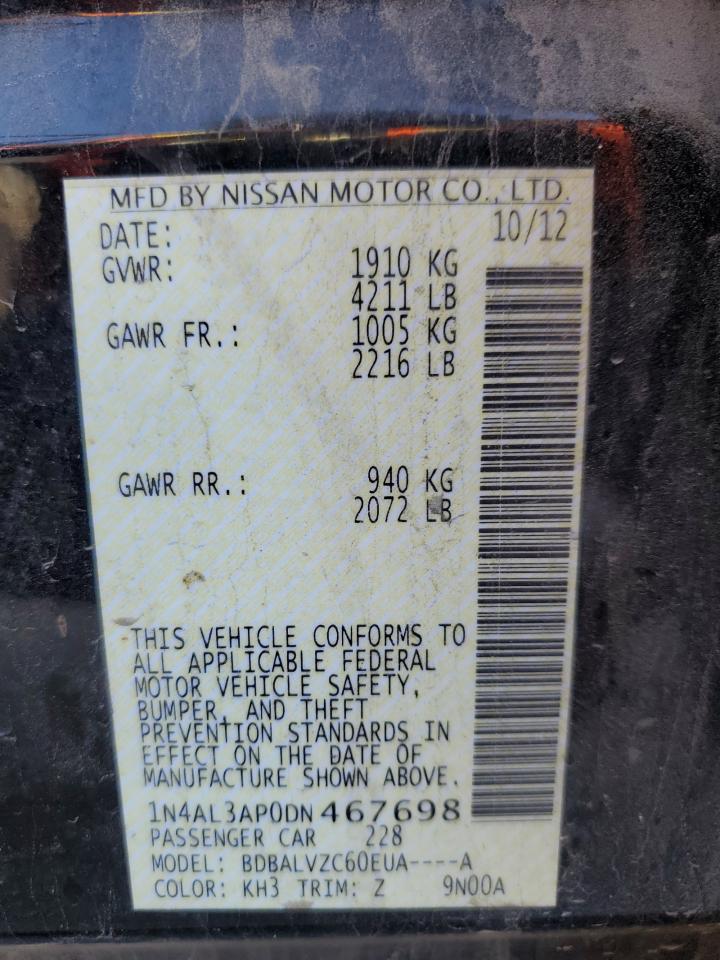 MFD BY NISSAN MOTOR CO., LTD.
DATE: 10/12
GVWR: 1910 KG
4211 LB
GAWR FR.: 1005 KG
2216 LB
GAWR RR.: 940 KG
2072 LB
THIS VEHICLE CONFORMS TO
ALL APPLICABLE FEDERAL
MOTOR VEHICLE SAFETY,
BUMPER, AND THEFT
PREVENTION STANDARDS IN
EFFECT ON THE DATE OF
MANUFACTURE SHOWN ABOVE.
1N4AL3AP0DN467698
PASSENGER CAR 228
MODEL: BDBALVZC60EUA----A
COLOR: KH3 TRIM: Z 9N00A